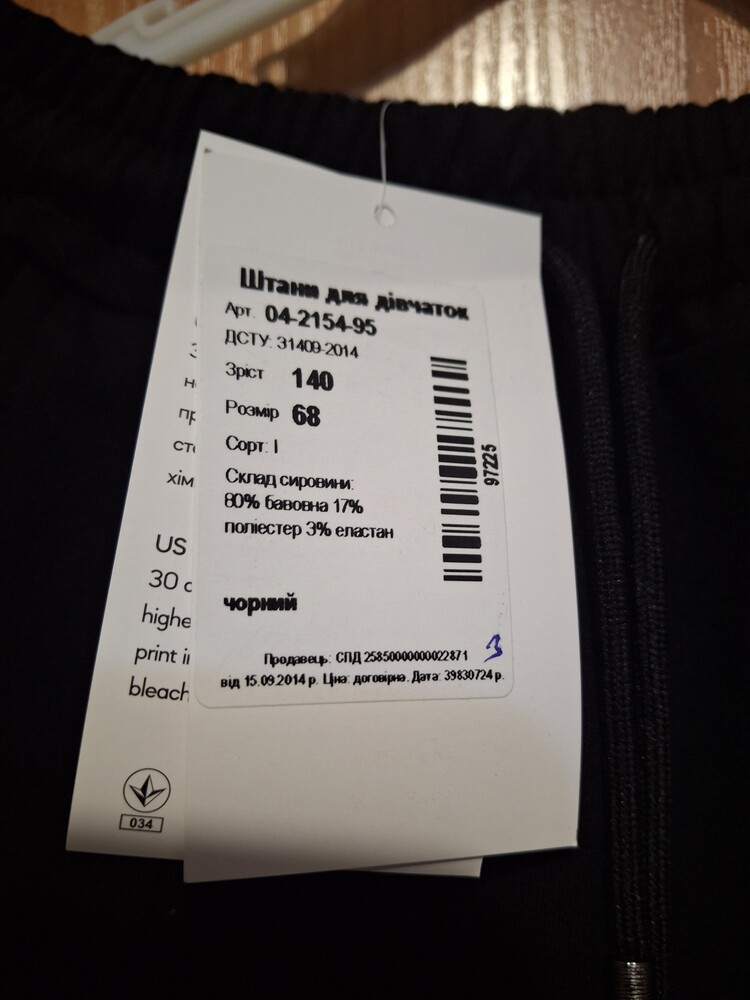 Штани для дівчаток
Арт. 04-2154-95
ДСТУ: 31409-2014
Зріст 140
Розмір 68
Сорт: I
Склад сировини:
80% бавовна 17%
поліестер 3% еластан
97225
чорний
Продавець: СПД 25850000000022871
від 15.09.2014 р. Ціна: договірна. Дата: 39830724 р.
3
хім
US
30
highe
print i
bleach
034